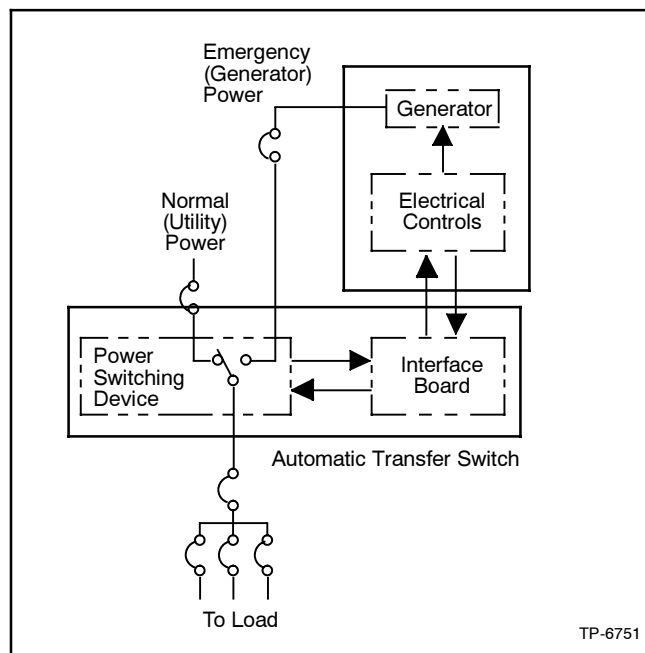 Emergency
(Generator)
Power
Generator
Normal
(Utility)
Power
Electrical
Controls
Power
Switching
Device
Interface
Board
Automatic Transfer Switch
To Load
TP-6751